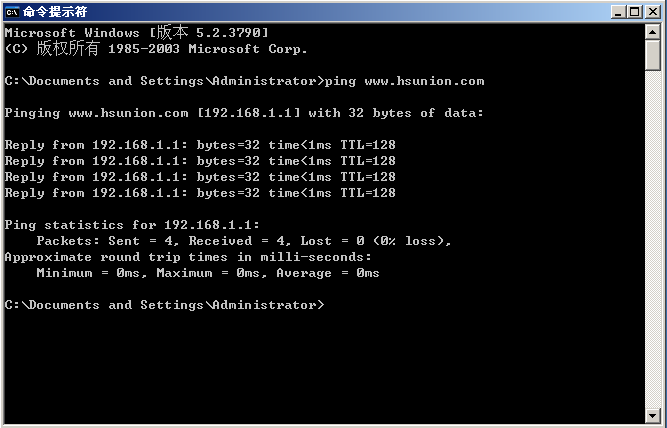 命令提示符
Microsoft Windows [版本 5.2.3790]
(C) 版权所有 1985-2003 Microsoft Corp.
C:\Documents and Settings\Administrator>ping www.hsunion.com
Pinging www.hsunion.com [192.168.1.1] with 32 bytes of data:
Reply from 192.168.1.1: bytes=32 time<1ms TTL=128
Reply from 192.168.1.1: bytes=32 time<1ms TTL=128
Reply from 192.168.1.1: bytes=32 time<1ms TTL=128
Reply from 192.168.1.1: bytes=32 time<1ms TTL=128
Ping statistics for 192.168.1.1:
    Packets: Sent = 4, Received = 4, Lost = 0 (0% loss),
Approximate round trip times in milli-seconds:
    Minimum = 0ms, Maximum = 0ms, Average = 0ms
C:\Documents and Settings\Administrator>